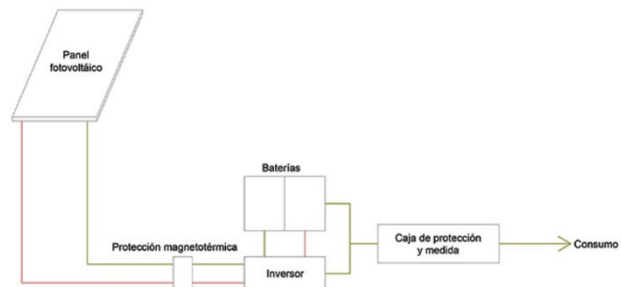 Panel
fotovoltáico
Baterías
Protección magnetotérmica
Inversor
Caja de protección
y medida
Consumo